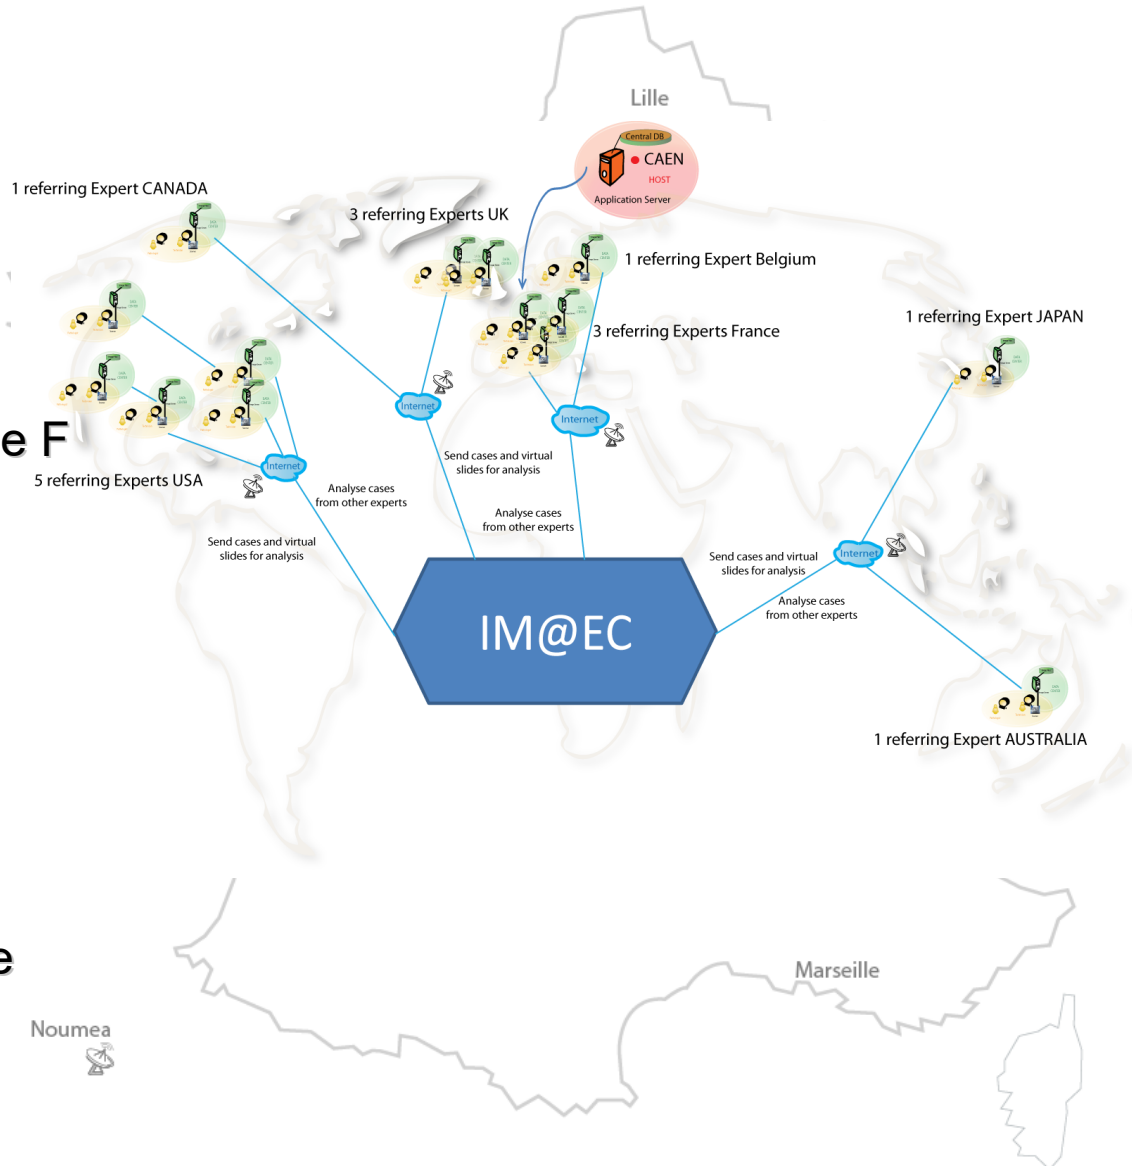 Lille
Central DB
CAEN
HOST
Application Server
1 referring Expert CANADA
3 referring Experts UK
1 referring Expert Belgium
3 referring Experts France
1 referring Expert JAPAN
Internet
Internet
e F
Send cases and virtual
slides for analysis
5 referring Experts USA
Internet
Analyse cases
from other experts
Analyse cases
from other experts
Send cases and virtual
slides for analysis
Send cases and virtual
slides for analysis
Internet
Analyse cases
from other experts
IM@EC
1 referring Expert AUSTRALIA
e
Marseille
Noumea